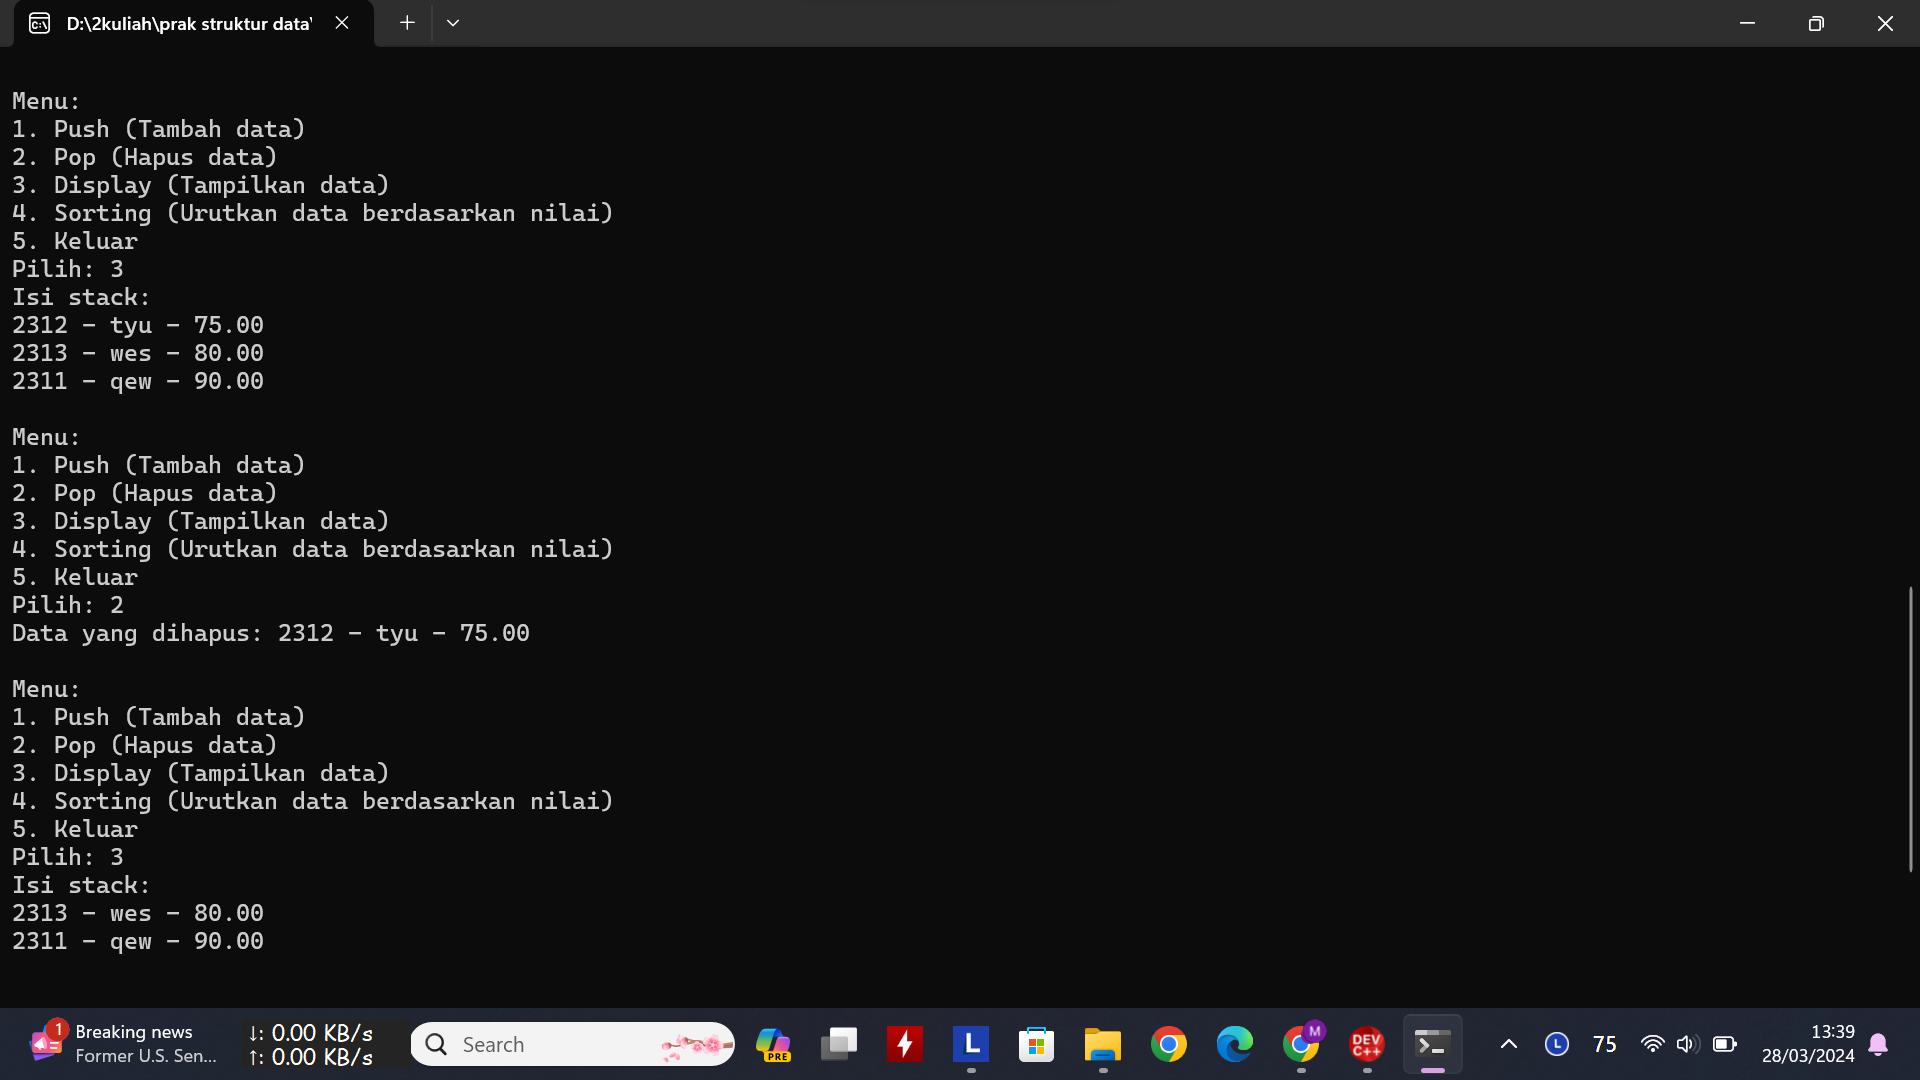 D:\2kuliah\prak struktur data\
Menu:
1. Push (Tambah data)
2. Pop (Hapus data)
3. Display (Tampilkan data)
4. Sorting (Urutkan data berdasarkan nilai)
5. Keluar
Pilih: 3
Isi stack:
2312 - tyu - 75.00
2313 - wes - 80.00
2311 - qew - 90.00
Menu:
1. Push (Tambah data)
2. Pop (Hapus data)
3. Display (Tampilkan data)
4. Sorting (Urutkan data berdasarkan nilai)
5. Keluar
Pilih: 2
Data yang dihapus: 2312 - tyu - 75.00
Menu:
1. Push (Tambah data)
2. Pop (Hapus data)
3. Display (Tampilkan data)
4. Sorting (Urutkan data berdasarkan nilai)
5. Keluar
Pilih: 3
Isi stack:
2313 - wes - 80.00
2311 - qew - 90.00
1
Breaking news
Former U.S. Sen...
↓: 0.00 KB/s
↑: 0.00 KB/s
Search
PRE
L
M
DEV
C++
L
75
13:39
28/03/2024